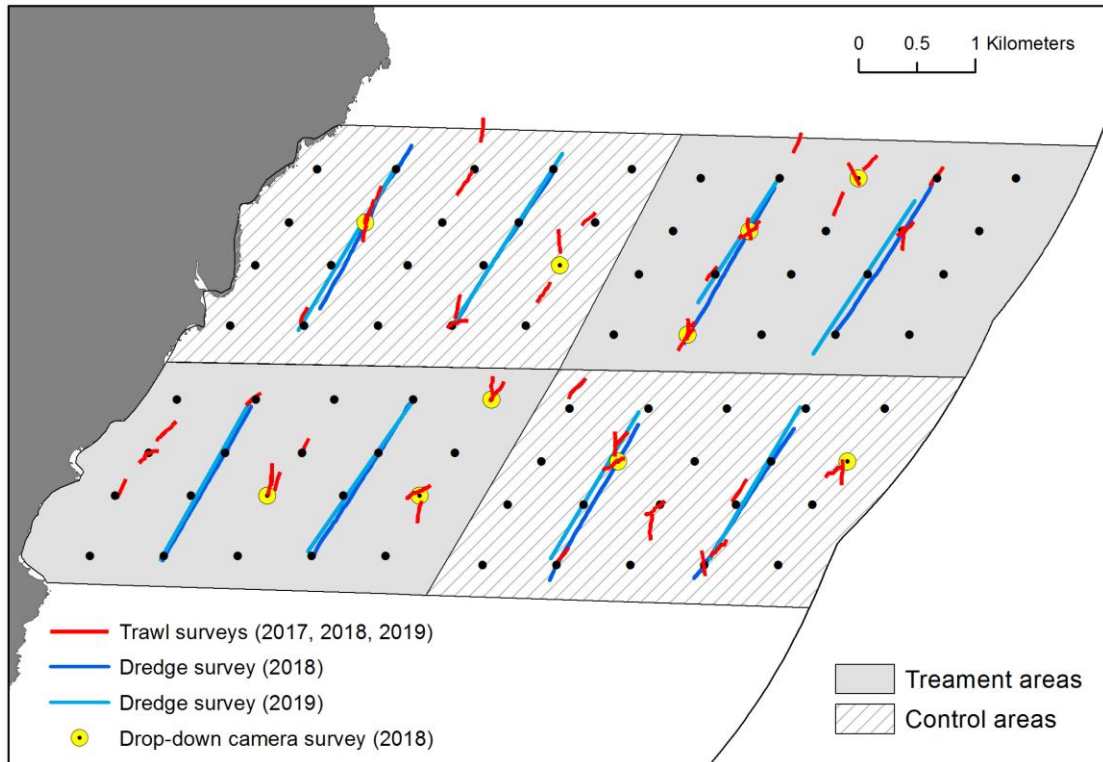 0 0.5 1 Kilometers
Trawl surveys (2017, 2018, 2019)
Dredge survey (2018)
Dredge survey (2019)
Drop-down camera survey (2018)
Treament areas
Control areas